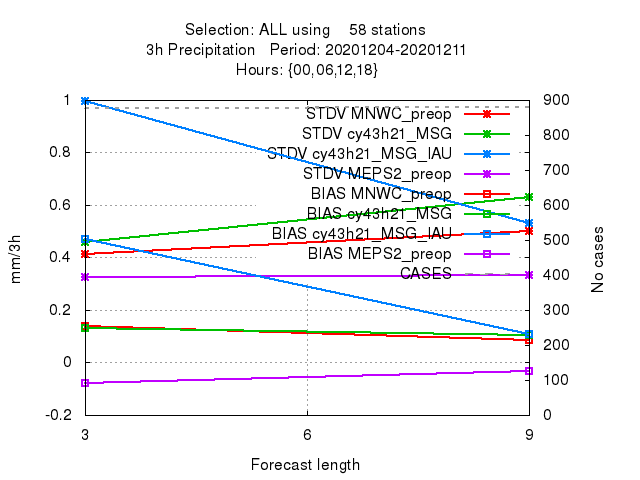 Selection: ALL using 58 stations
3h Precipitation Period: 20201204-20201211
Hours: {00,06,12,18}
1
0.8
0.6
0.4
0.2
0
-0.2
mm/3h
STDV MNWC_preop
STDV cy43h21_MSG
STDV cy43h21_MSG_IAU
STDV MEPS2_preop
BIAS MNWC_preop
BIAS cy43h21_MSG
BIAS cy43h21_MSG_IAU
BIAS MEPS2_preop
CASES
900
800
700
600
500
400
300
200
100
0
No cases
3 6 9
Forecast length